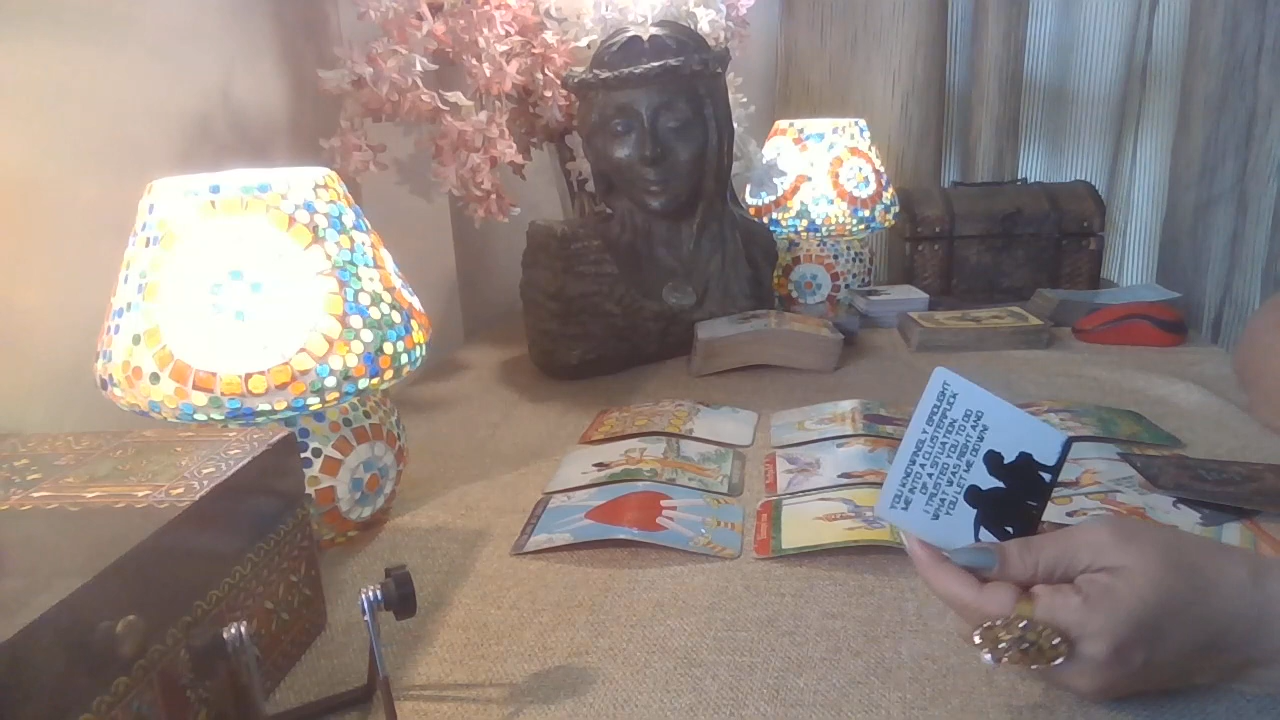 YOU KNOWINGLY BROUGHT
ME INTO A CLUSTERFUCK
OF A SITUATION.
I TRUSTED YOU TO DO
WHAT WAS RIGHT AND
YOU LET ME DOWN!